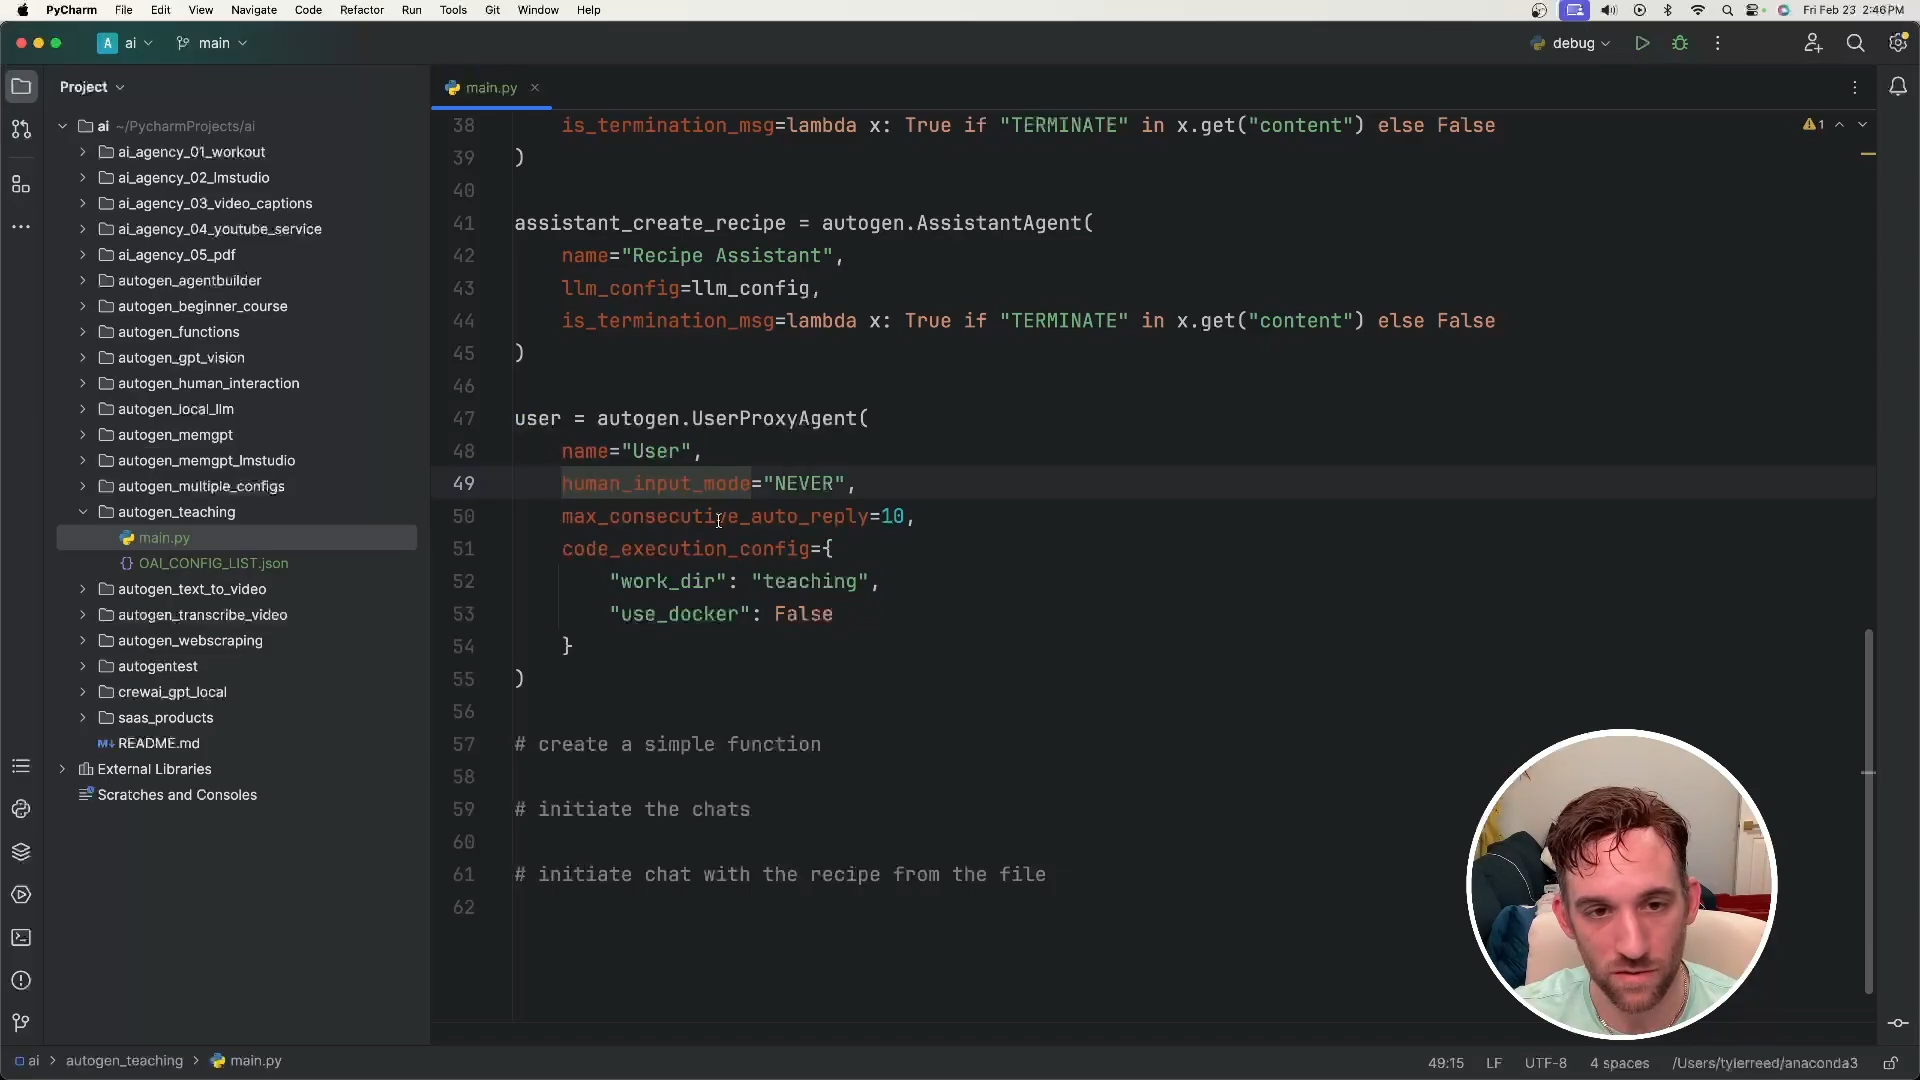 PyCharm File Edit View Navigate Code Refactor Run Tools Git Window Help Fri Feb 23 2:46 PM
A ai main debug
Project
main.py
ai ~/PycharmProjects/ai
ai_agency_01_workout
ai_agency_02_lmstudio
ai_agency_03_video_captions
ai_agency_04_youtube_service
ai_agency_05_pdf
autogen_agentbuilder
autogen_beginner_course
autogen_functions
autogen_gpt_vision
autogen_human_interaction
autogen_local_llm
autogen_memgpt
autogen_memgpt_lmstudio
autogen_multiple_configs
autogen_teaching
main.py
OAI_CONFIG_LIST.json
autogen_text_to_video
autogen_transcribe_video
autogen_webscraping
autogentest
crewai_gpt_local
saas_products
README.md
External Libraries
Scratches and Consoles
38 is_termination_msg=lambda x: True if "TERMINATE" in x.get("content") else False
1
39 )
40
41 assistant_create_recipe = autogen.AssistantAgent(
42 name="Recipe Assistant",
43 llm_config=llm_config,
44 is_termination_msg=lambda x: True if "TERMINATE" in x.get("content") else False
45 )
46
47 user = autogen.UserProxyAgent(
48 name="User",
49 human_input_mode="NEVER",
50 max_consecutive_auto_reply=10,
51 code_execution_config={
52 "work_dir": "teaching",
53 "use_docker": False
54 }
55 )
56
57 # create a simple function
58
59 # initiate the chats
60
61 # initiate chat with the recipe from the file
62
ai > autogen_teaching > main.py 49:15 LF UTF-8 4 spaces /Users/tylerreed/anaconda3